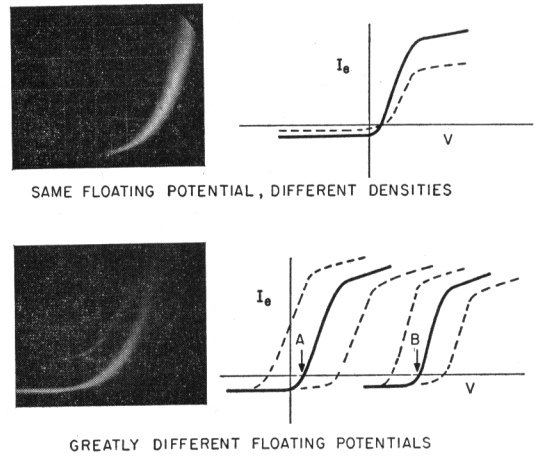 Ie
V
SAME FLOATING POTENTIAL, DIFFERENT DENSITIES
Ie
A
B
V
GREATLY DIFFERENT FLOATING POTENTIALS